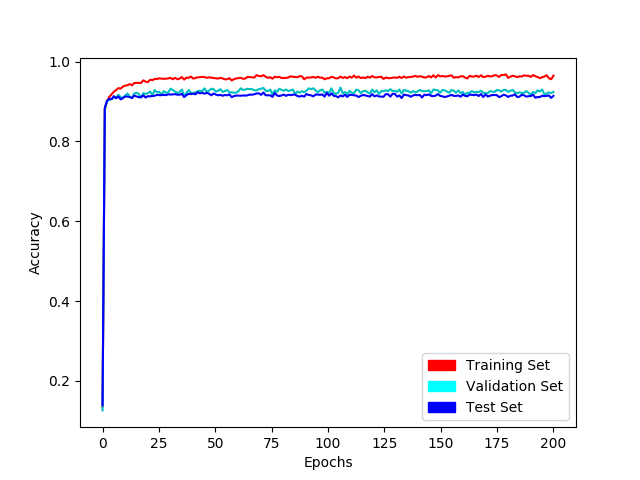 1.0
0.8
0.6
0.4
0.2
Accuracy
Training Set
Validation Set
Test Set
0 25 50 75 100 125 150 175 200
Epochs